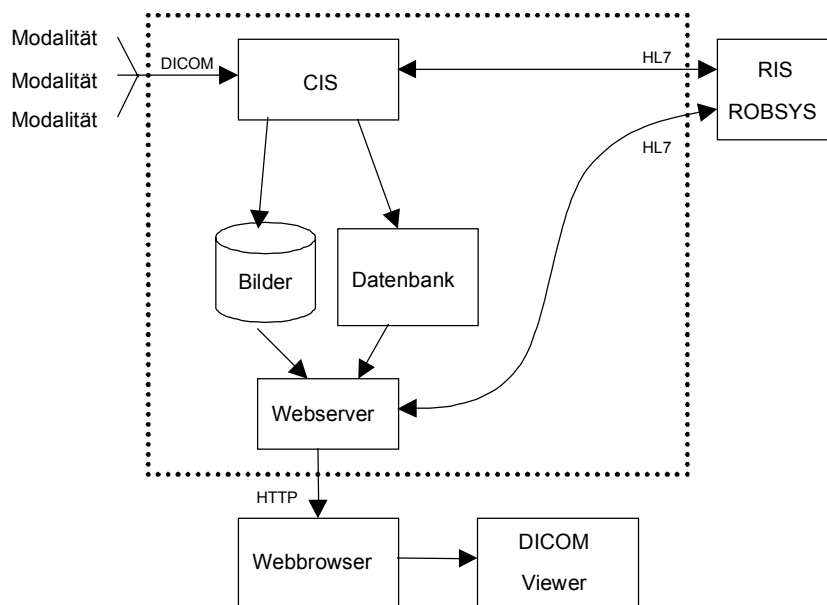 Modalität
Modalität
Modalität
DICOM
CIS
HL7
RIS
ROBSYS
HL7
Bilder
Datenbank
Webserver
HTTP
Webbrowser
DICOM
Viewer